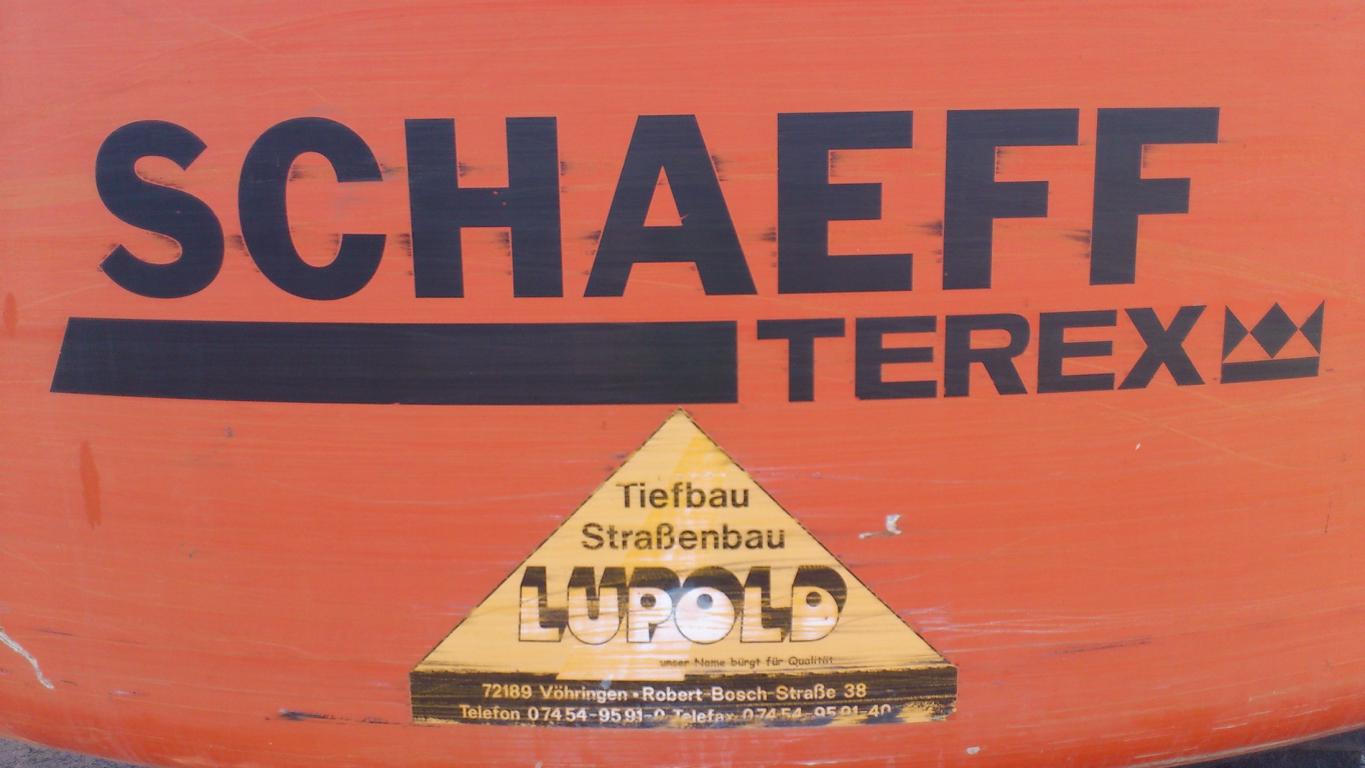 SCHAEFF
TEREX
Tiefbau
Straßenbau
LUPOLD
unser Name bürgt für Qualität
72189 Vöhringen • Robert-Bosch-Straße 38
Telefon 07454-9591-0 Telefax 07454-9591-40